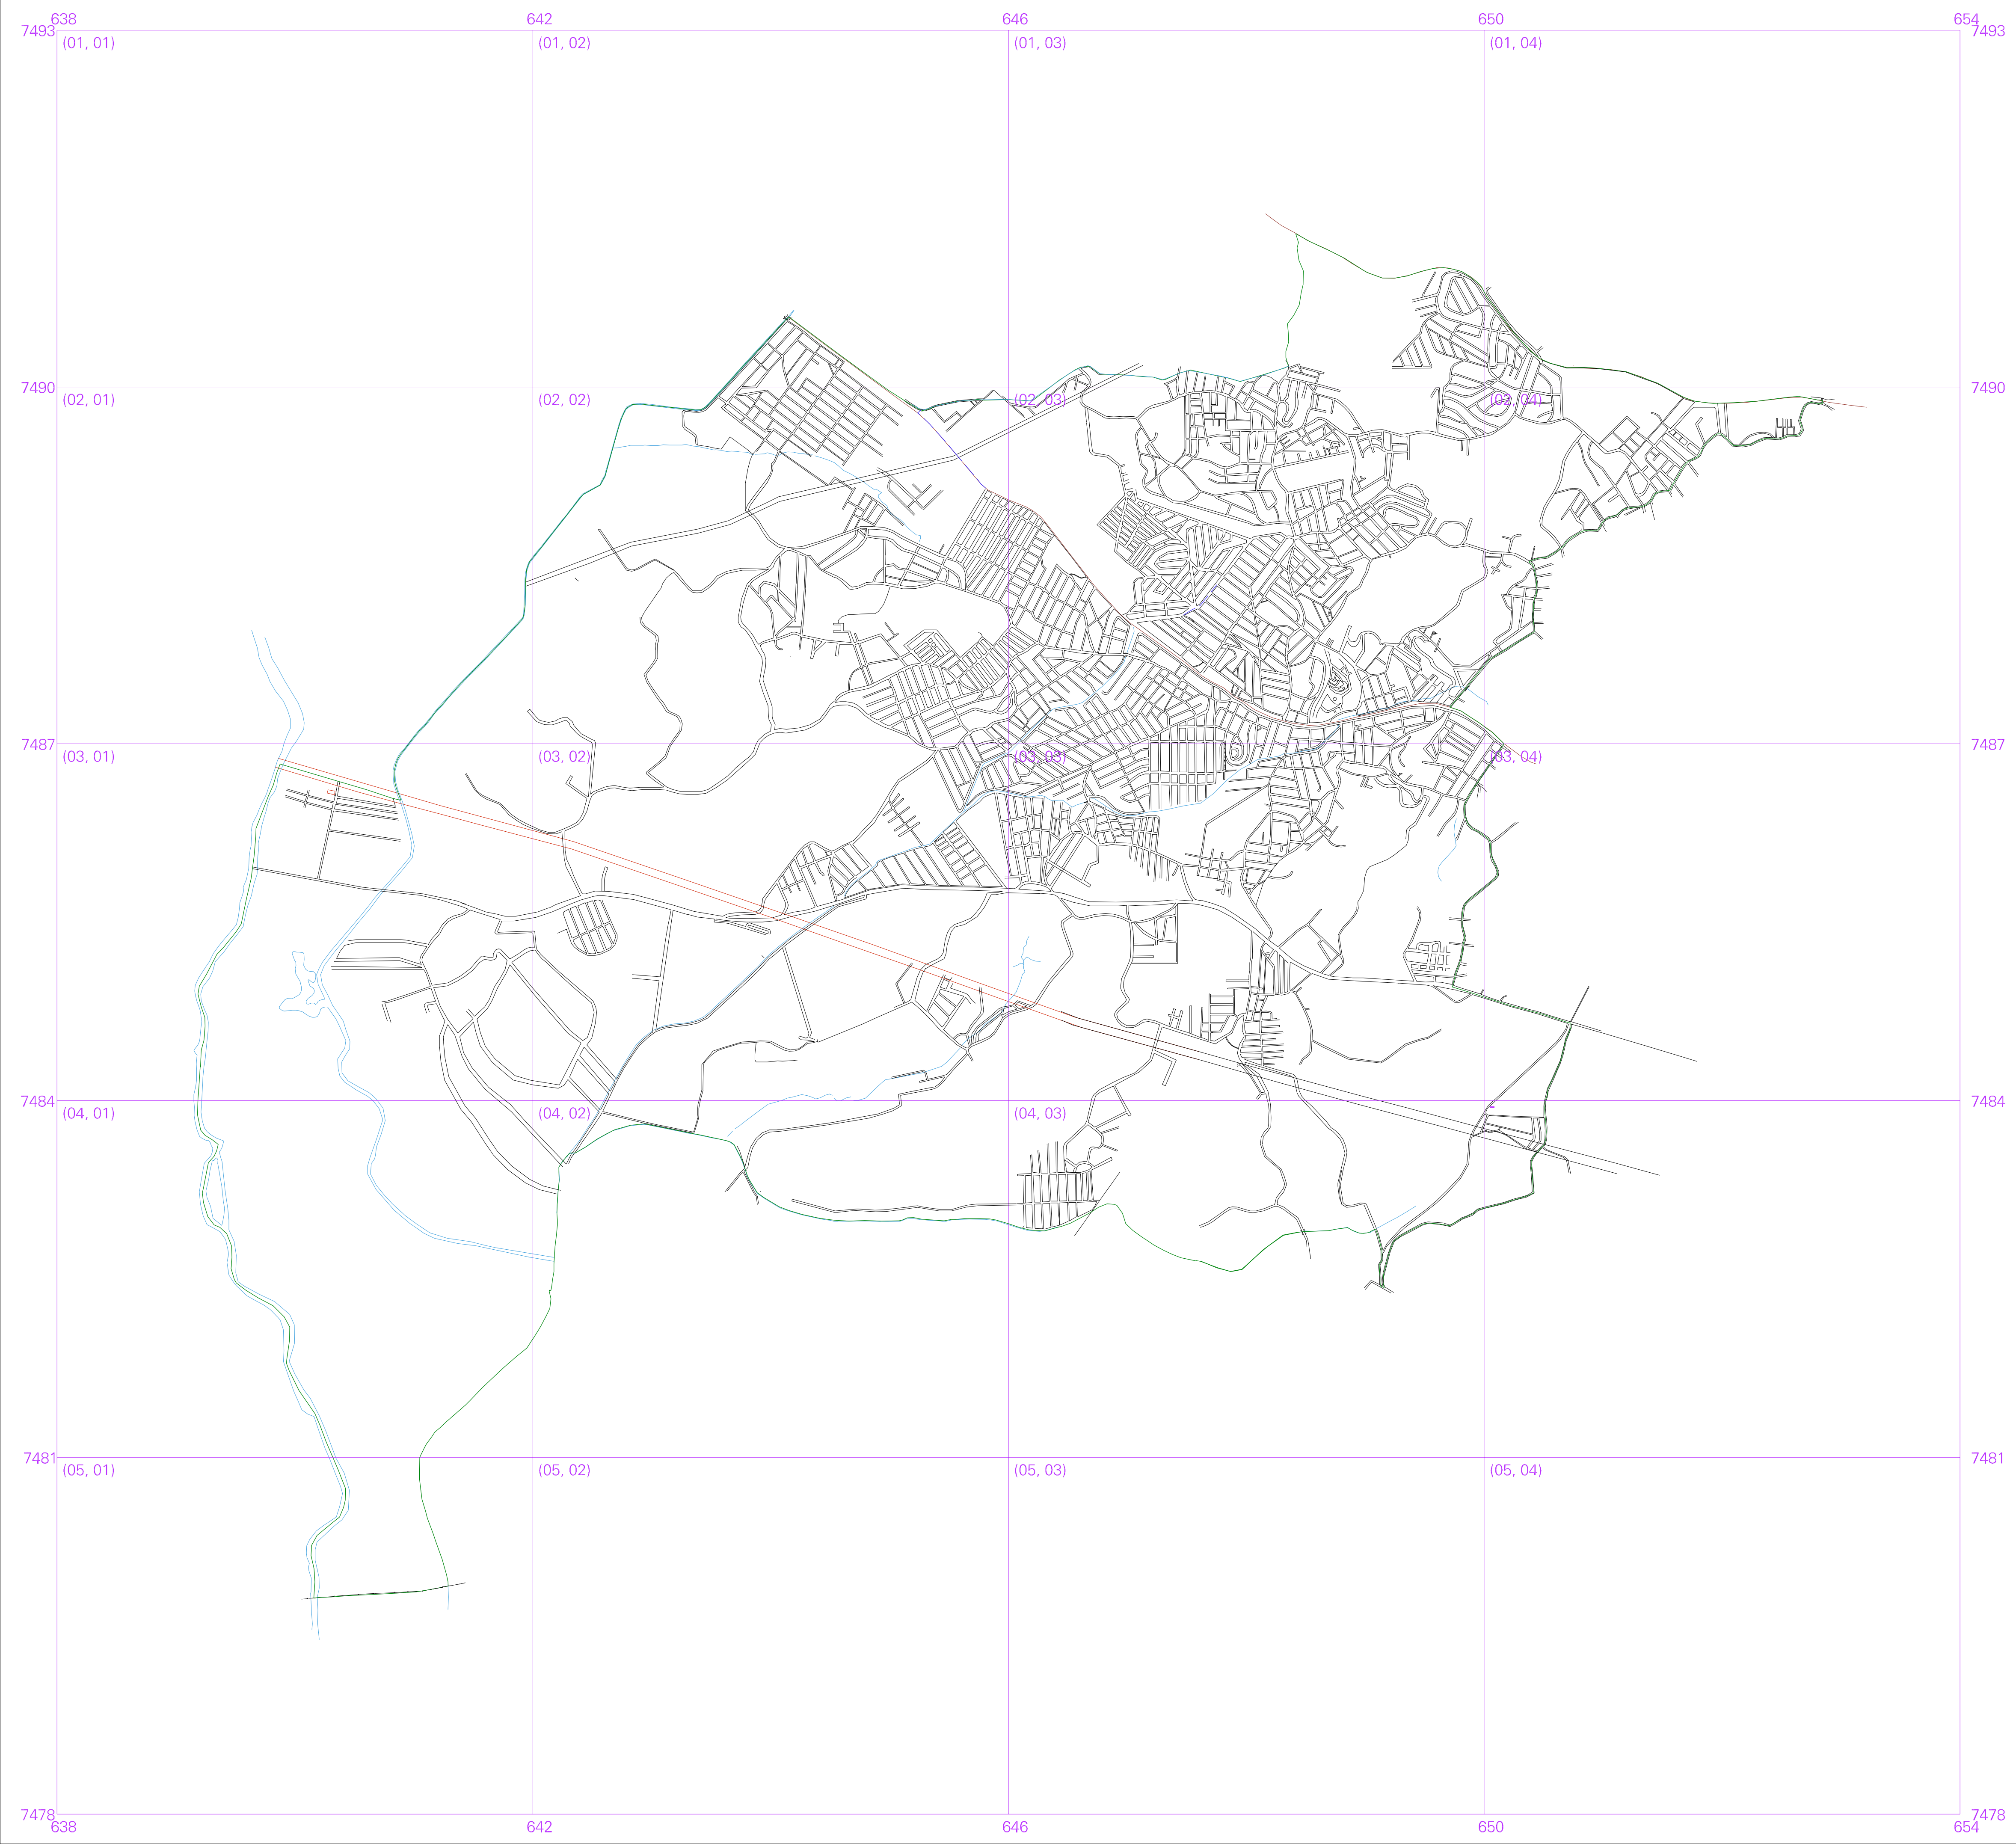 638 642 646 650 654
7493 7493
(01, 01) (01, 02) (01, 03) (01, 04)
7490 7490
(02, 01) (02, 02) (02, 03) (02, 04)
7487 7487
(03, 01) (03, 02) (03, 03) (03, 04)
7484 7484
(04, 01) (04, 02) (04, 03)
7481 7481
(05, 01) (05, 02) (05, 03) (05, 04)
7478 7478
638 642 646 650 654